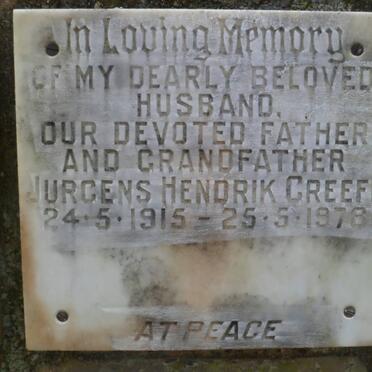 In Loving Memory
OF MY DEARLY BELOVED
HUSBAND,
OUR DEVOTED FATHER
AND GRANDFATHER
JURGENS HENDRIK CREEF
24·5·1915 – 25·5·1978
AT PEACE